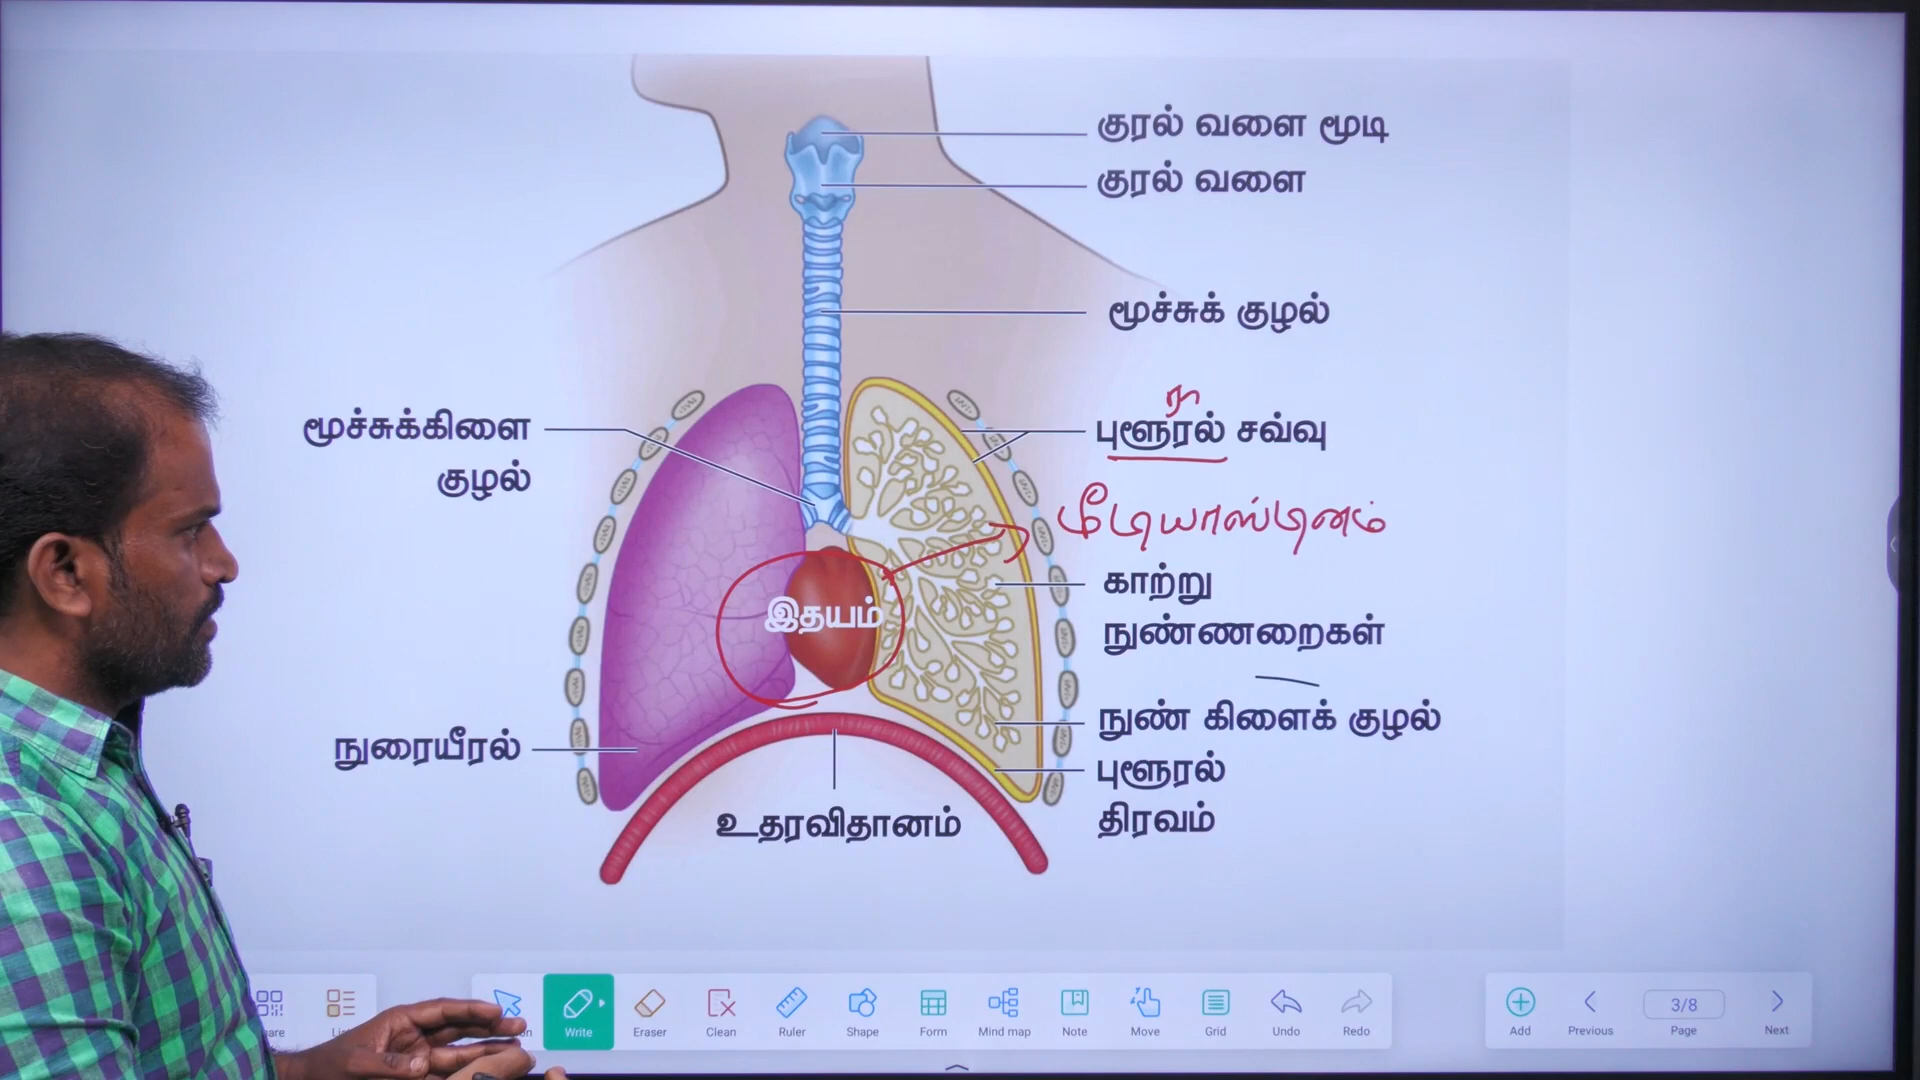 குரல் வளை மூடி
குரல் வளை
மூச்சுக் குழல்
ரா
புளூரல் சவ்வு
மூச்சுக்கிளை
குழல்
மீடியாஸ்டினம்
காற்று
நுண்ணறைகள்
இதயம்
நுண் கிளைக் குழல்
நுரையீரல்
புளூரல்
திரவம்
உதரவிதானம்
Write
Eraser
Clean
Ruler
Shape
Form
Mind map
Note
Move
Grid
Undo
Redo
Add
Previous
3/8
Page
Next